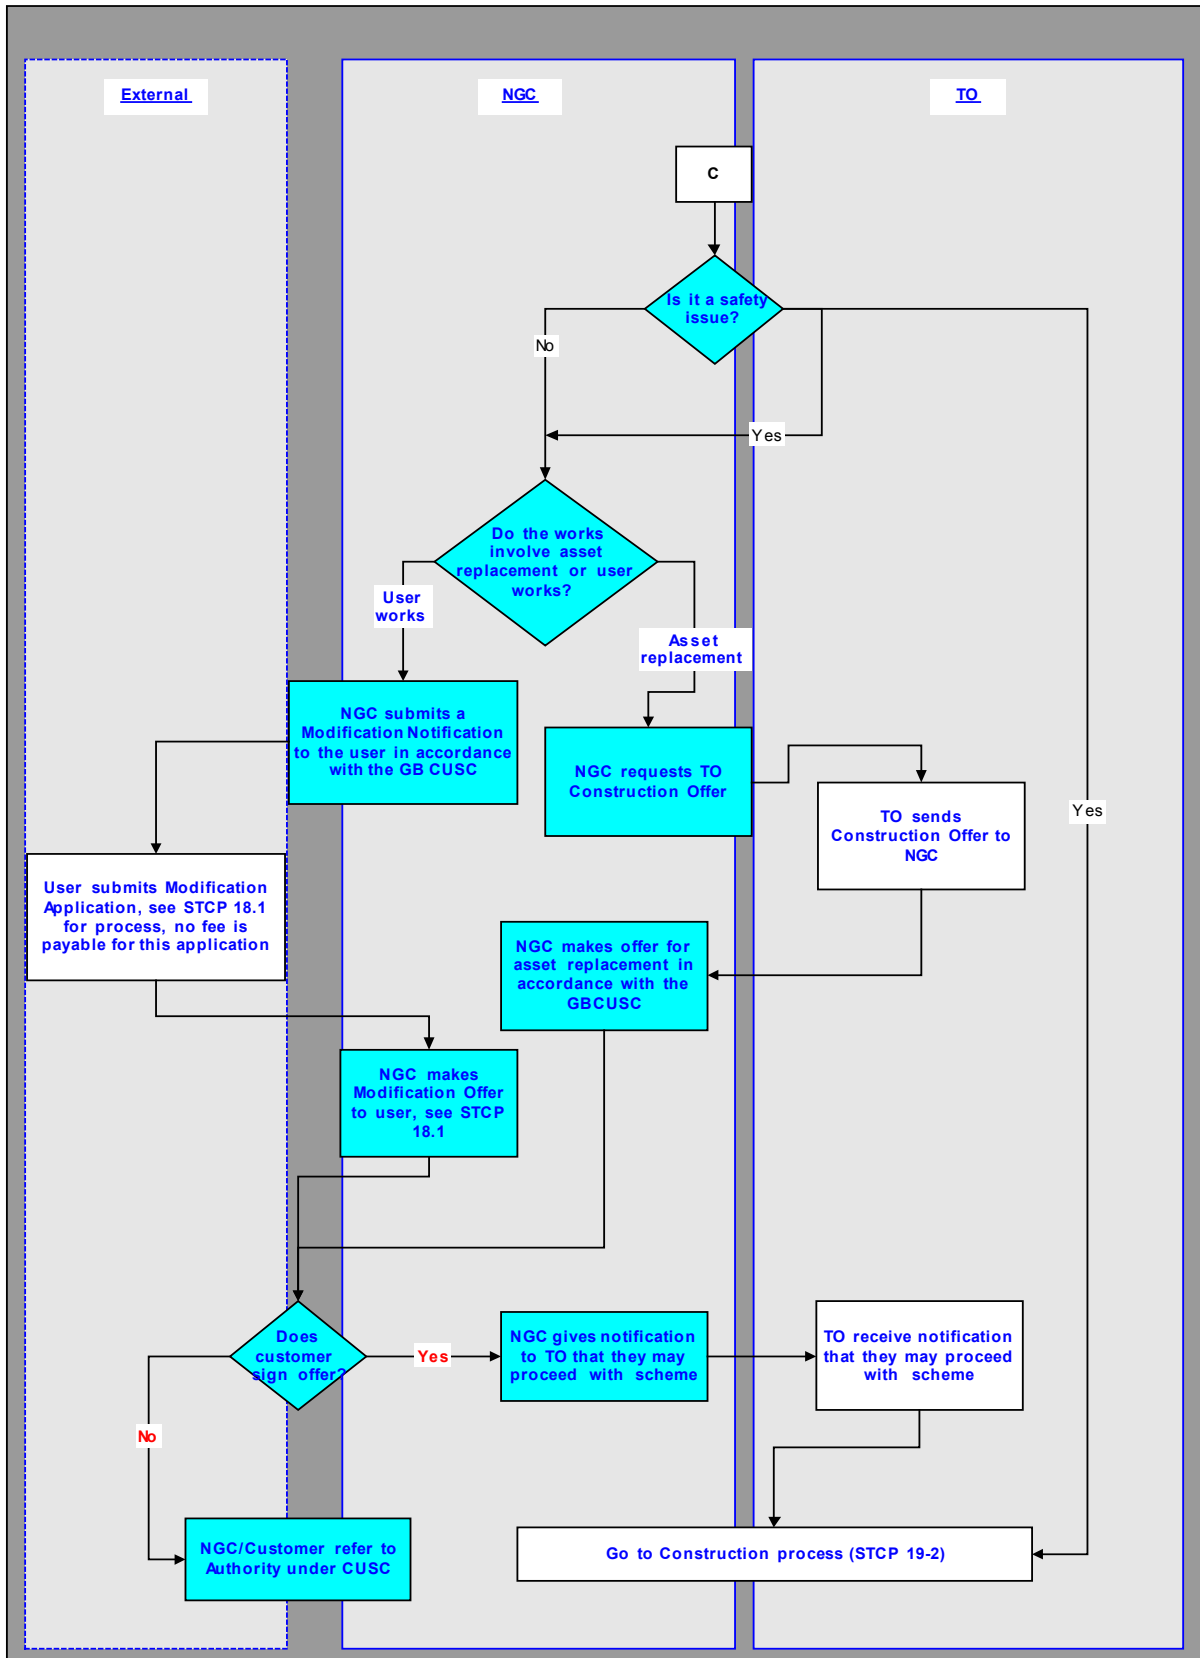 External
NGC
TO
C
Is it a safety
issue?
No
Yes
Do the works
involve asset
replacement or user
works?
User
works
Asset
replacement
NGC submits a
Modification Notification
to the user in accordance
with the GB CUSC
NGC requests TO
Construction Offer
TO sends
Construction Offer to
NGC
Yes
User submits Modification
Application, see STCP 18.1
for process, no fee is
payable for this application
NGC makes offer for
asset replacement in
accordance with the
GBCUSC
NGC makes
Modification Offer
to user, see STCP
18.1
Does
customer
sign offer?
Yes
NGC gives notification
to TO that they may
proceed with scheme
TO receive notification
that they may proceed
with scheme
No
NGC/Customer refer to
Authority under CUSC
Go to Construction process (STCP 19-2)